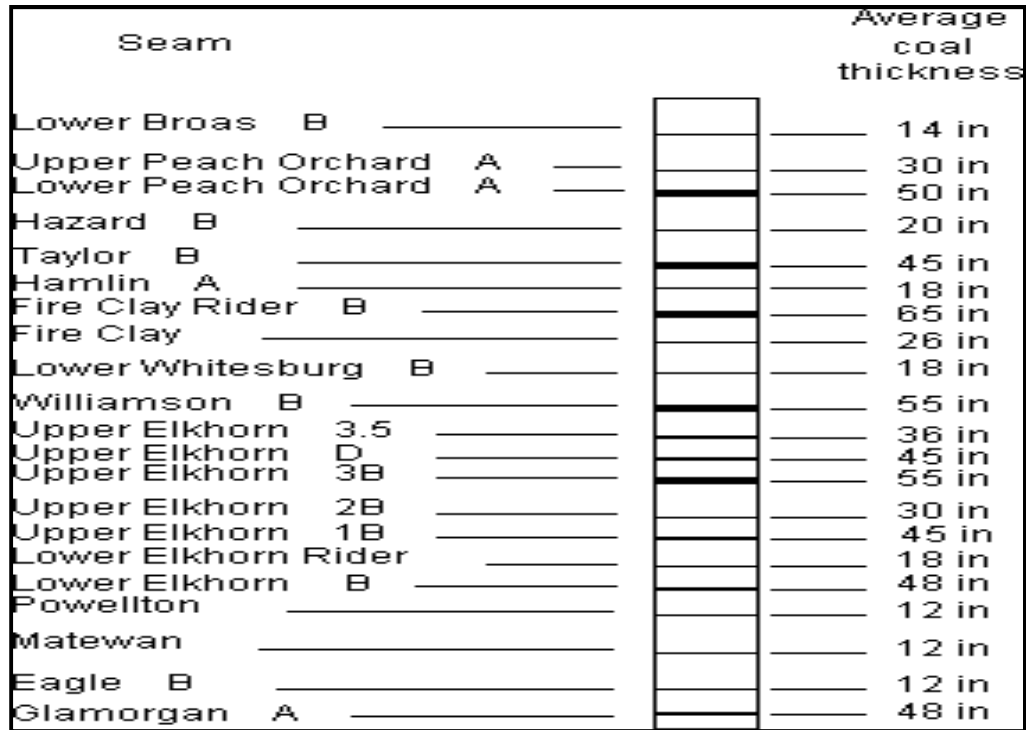 Seam
Average
coal
thickness
Lower Broas B 14 in
Upper Peach Orchard A 30 in
Lower Peach Orchard A 50 in
Hazard B 20 in
Taylor B 45 in
Hamlin A 18 in
Fire Clay Rider B 65 in
Fire Clay 26 in
Lower Whitesburg B 18 in
Williamson B 55 in
Upper Elkhorn 3.5 36 in
Upper Elkhorn D 45 in
Upper Elkhorn 3B 55 in
Upper Elkhorn 2B 30 in
Upper Elkhorn 1B 45 in
Lower Elkhorn Rider 18 in
Lower Elkhorn B 48 in
Powellton 12 in
Matewan 12 in
Eagle B 12 in
Glamorgan A 48 in